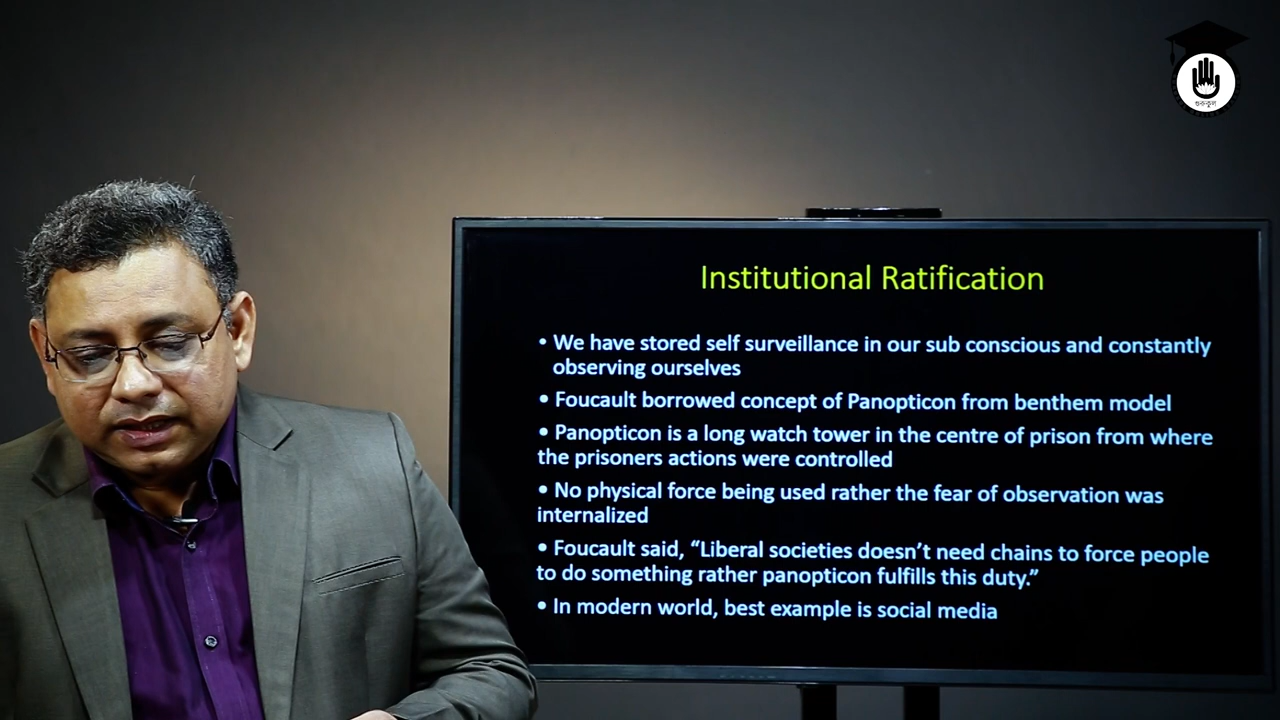 গুরুকুল
Institutional Ratification
• We have stored self surveillance in our sub conscious and constantly
observing ourselves
• Foucault borrowed concept of Panopticon from benthem model
• Panopticon is a long watch tower in the centre of prison from where
the prisoners actions were controlled
• No physical force being used rather the fear of observation was
internalized
• Foucault said, “Liberal societies doesn’t need chains to force people
to do something rather panopticon fulfills this duty.”
• In modern world, best example is social media